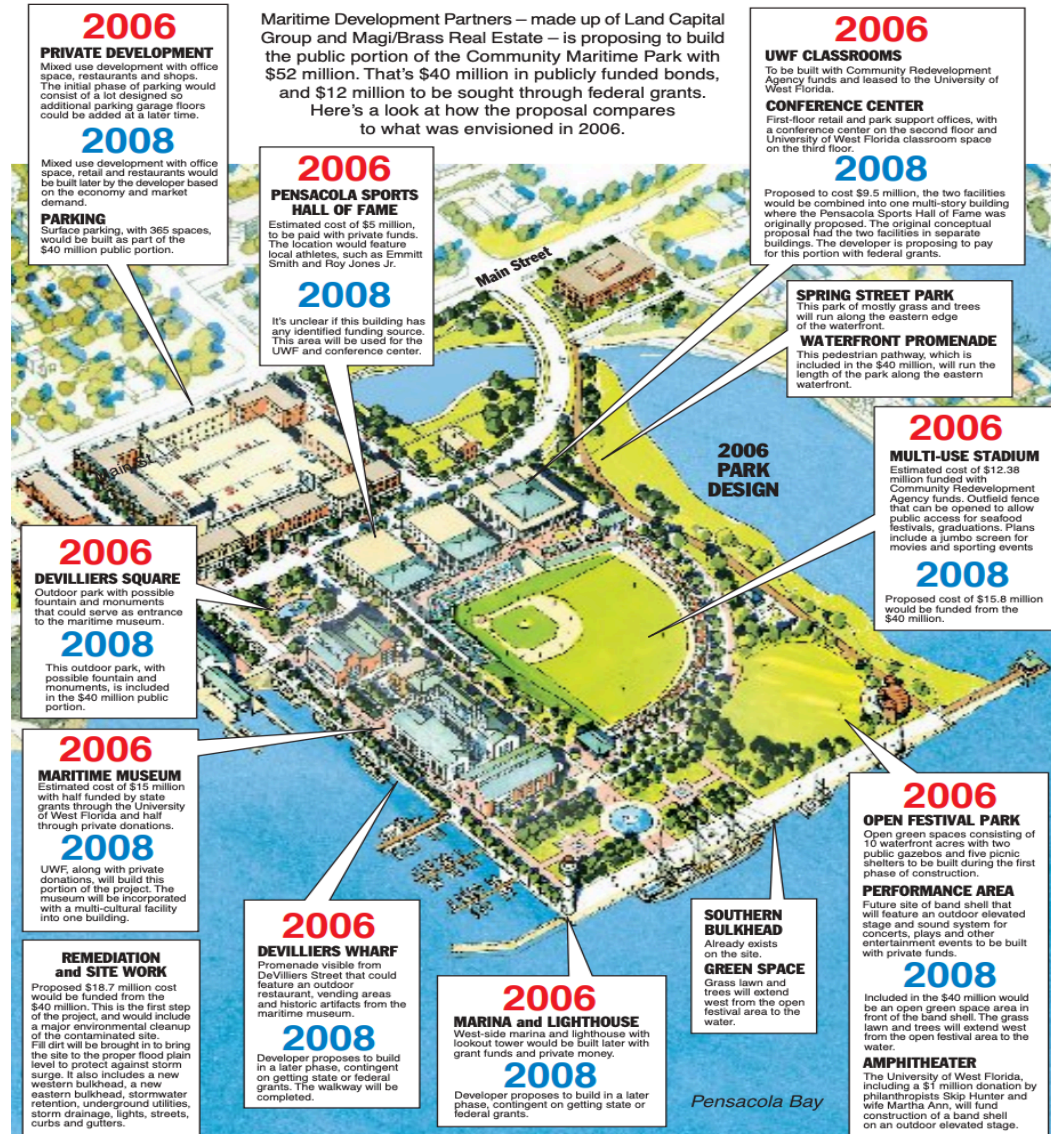 Maritime Development Partners – made up of Land Capital
Group and Magi/Brass Real Estate – is proposing to build
the public portion of the Community Maritime Park with
$52 million. That's $40 million in publicly funded bonds,
and $12 million to be sought through federal grants.
Here's a look at how the proposal compares
to what was envisioned in 2006.
2006
PRIVATE DEVELOPMENT
Mixed use development with office
space, restaurants and shops.
The initial phase of parking would
consist of a lot designed so
additional parking garage floors
could be added at a later time.
2008
Mixed use development with office
space, retail and restaurants would
be built later by the developer based
on the economy and market
demand.
PARKING
Surface parking, with 365 spaces,
would be built as part of the
$40 million public portion.
2006
PENSACOLA SPORTS
HALL OF FAME
Estimated cost of $5 million,
to be paid with private funds.
The location would feature
local athletes, such as Emmitt
Smith and Roy Jones Jr.
2008
It's unclear if this building has
any identified funding source.
This area will be used for the
UWF and conference center.
2006
UWF CLASSROOMS
To be built with Community Redevelopment
Agency funds and leased to the University of
West Florida.
CONFERENCE CENTER
First-floor retail and park support offices, with
a conference center on the second floor and
University of West Florida classroom space
on the third floor.
2008
Proposed to cost $9.5 million, the two facilities
would be combined into one multi-story building
where the Pensacola Sports Hall of Fame was
originally proposed. The original conceptual
proposal had the two facilities in separate
buildings. The developer is proposing to pay
for this portion with federal grants.
Main Street
SPRING STREET PARK
This park of mostly grass and trees
will run along the eastern edge
of the waterfront.
WATERFRONT PROMENADE
This pedestrian pathway, which is
included in the $40 million, will run the
length of the park along the eastern
waterfront.
2006
PARK
DESIGN
2006
MULTI-USE STADIUM
Estimated cost of $12.38
million funded with
Community Redevelopment
Agency funds. Outfield fence
that can be opened to allow
public access for seafood
festivals, graduations. Plans
include a jumbo screen for
movies and sporting events
2008
Proposed cost of $15.8 million
would be funded from the
$40 million.
2006
DEVILLIERS SQUARE
Outdoor park with possible
fountain and monuments
that could serve as entrance
to the maritime museum.
2008
This outdoor park, with
possible fountain and
monuments, is included
in the $40 million public
portion.
2006
MARITIME MUSEUM
Estimated cost of $15 million
with half funded by state
grants through the University
of West Florida and half
through private donations.
2008
UWF, along with private
donations, will build this
portion of the project. The
museum will be incorporated
with a multi-cultural facility
into one building.
REMEDIATION
and SITE WORK
Proposed $18.7 million cost
would be funded from the
$40 million. This is the first step
of the project, and would include
a major environmental cleanup
of the contaminated site.
Fill dirt will be brought in to bring
the site to the proper flood plain
level to protect against storm
surge. It also includes a new
western bulkhead, a new
eastern bulkhead, stormwater
retention, underground utilities,
storm drainage, lights, streets,
curbs and gutters.
2006
DEVILLIERS WHARF
Promenade visible from
DeVilliers Street that could
feature an outdoor
restaurant, vending areas
and historic artifacts from the
maritime museum.
2008
Developer proposes to build
in a later phase, contingent
on getting state or federal
grants. The walkway will be
completed.
2006
MARINA and LIGHTHOUSE
West-side marina and lighthouse with
lookout tower would be built later with
grant funds and private money.
2008
Developer proposes to build in a later
phase, contingent on getting state or
federal grants.
SOUTHERN
BULKHEAD
Already exists
on the site.
GREEN SPACE
Grass lawn and
trees will extend
west from the open
festival area to the
water.
Pensacola Bay
2006
OPEN FESTIVAL PARK
Open green spaces consisting of
10 waterfront acres with two
public gazebos and five picnic
shelters to be built during the first
phase of construction.
PERFORMANCE AREA
Future site of band shell that
will feature an outdoor elevated
stage and sound system for
concerts, plays and other
entertainment events to be built
with private funds.
2008
Included in the $40 million would
be an open green space area in
front of the band shell. The grass
lawn and trees will extend west
from the open festival area to the
water.
AMPHITHEATER
The University of West Florida,
including a $1 million donation by
philanthropists Skip Hunter and
wife Martha Ann, will fund
construction of a band shell
on an outdoor elevated stage.